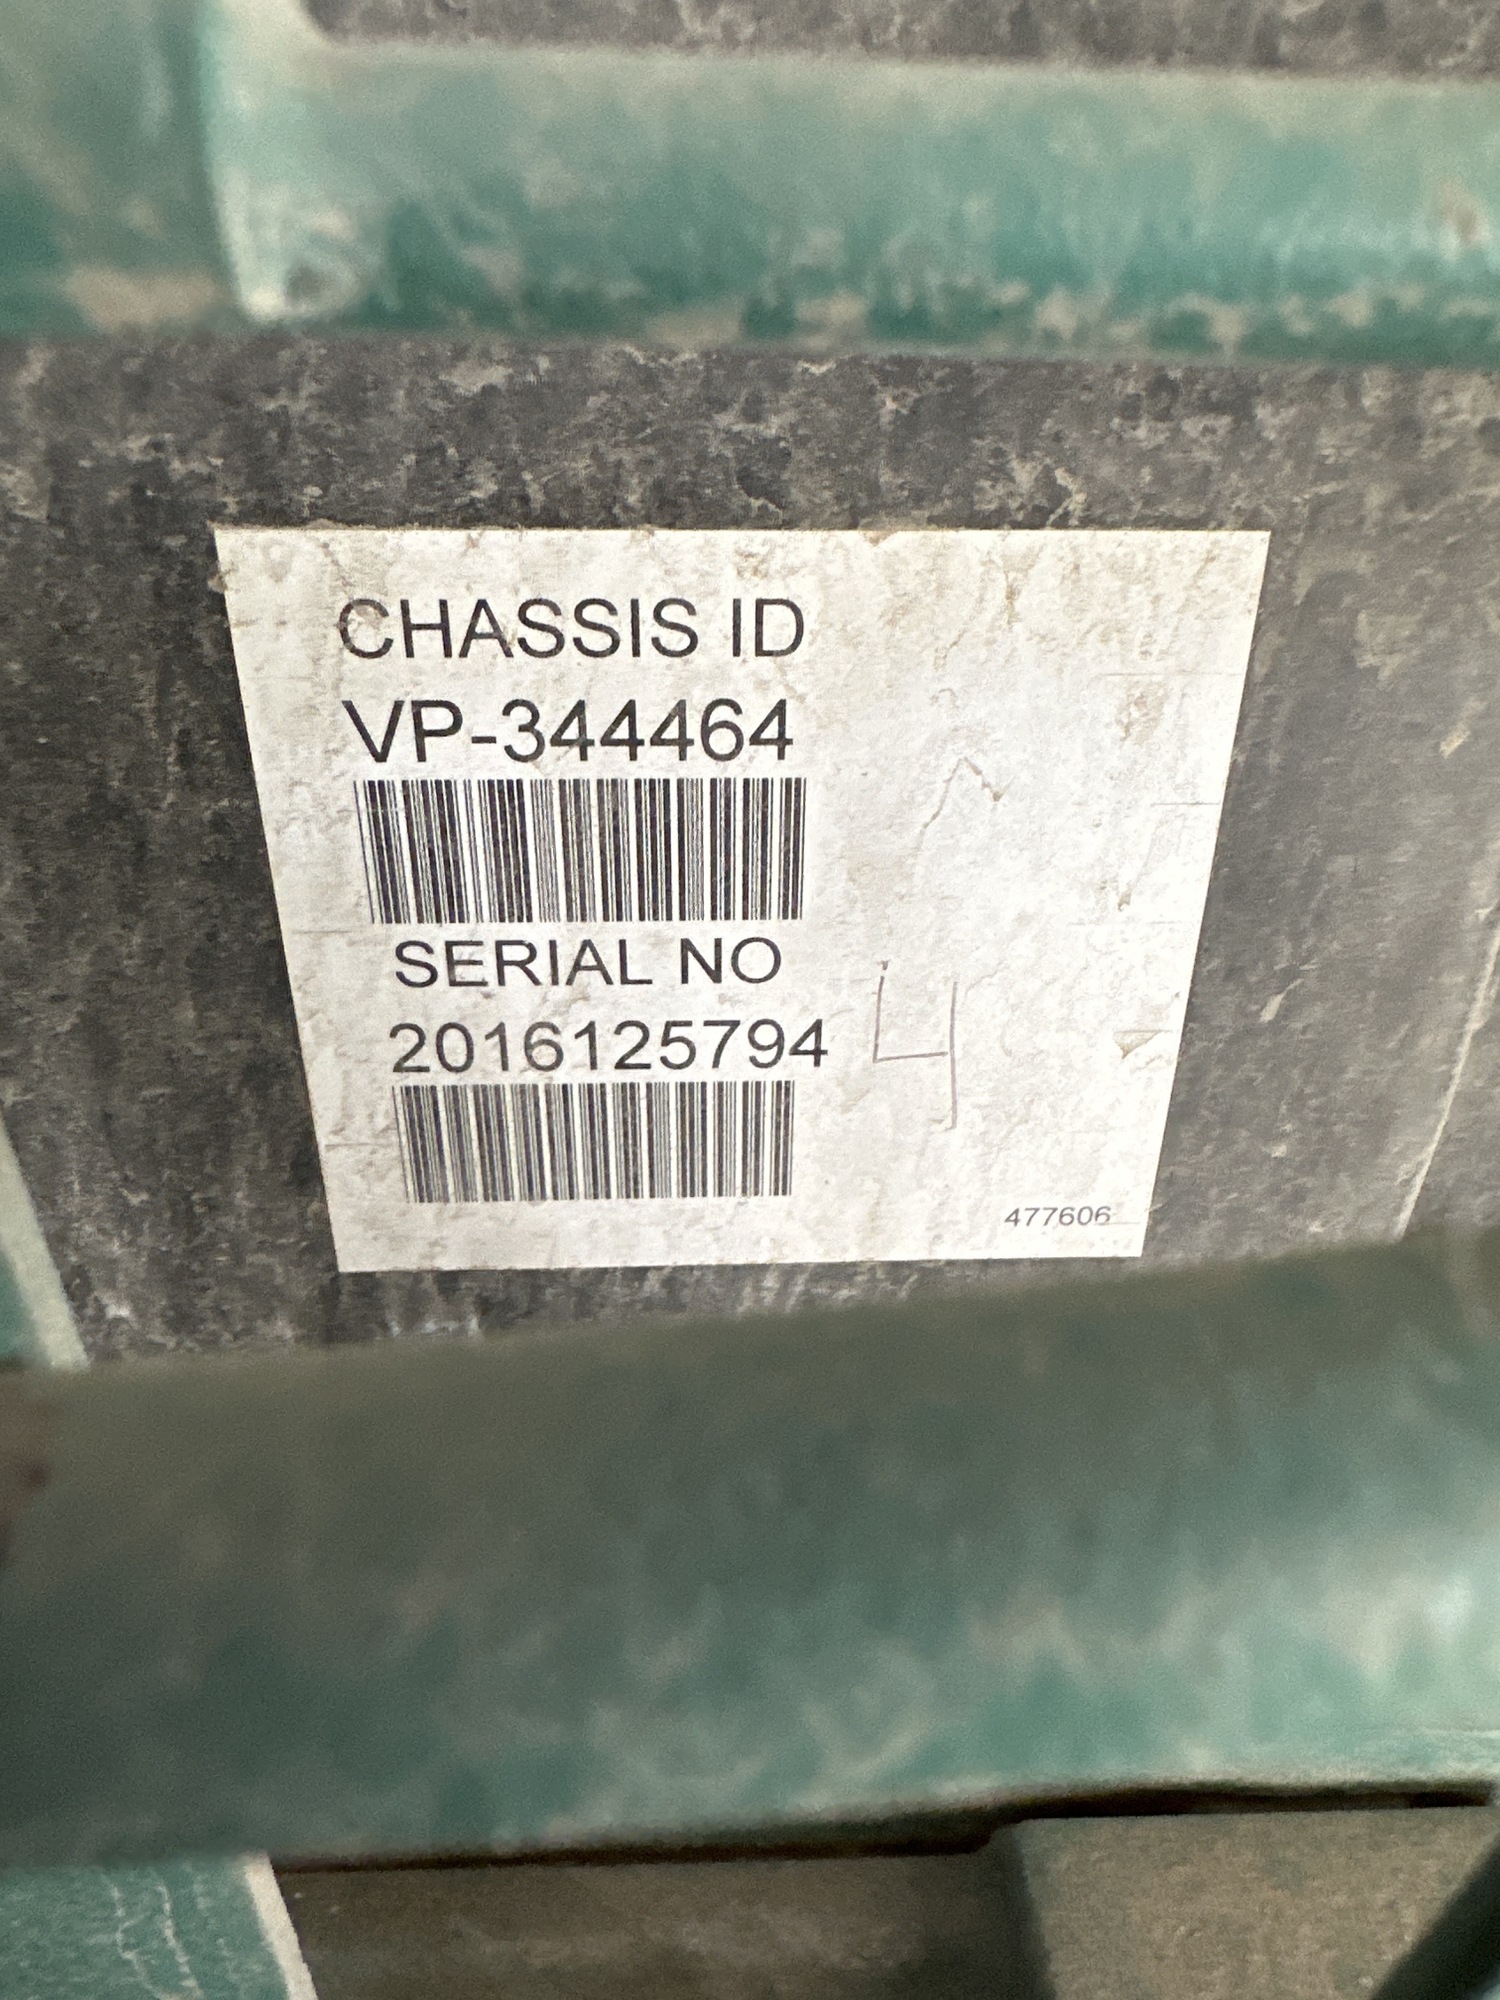 CHASSIS ID
VP-344464
SERIAL NO
2016125794
4
477606